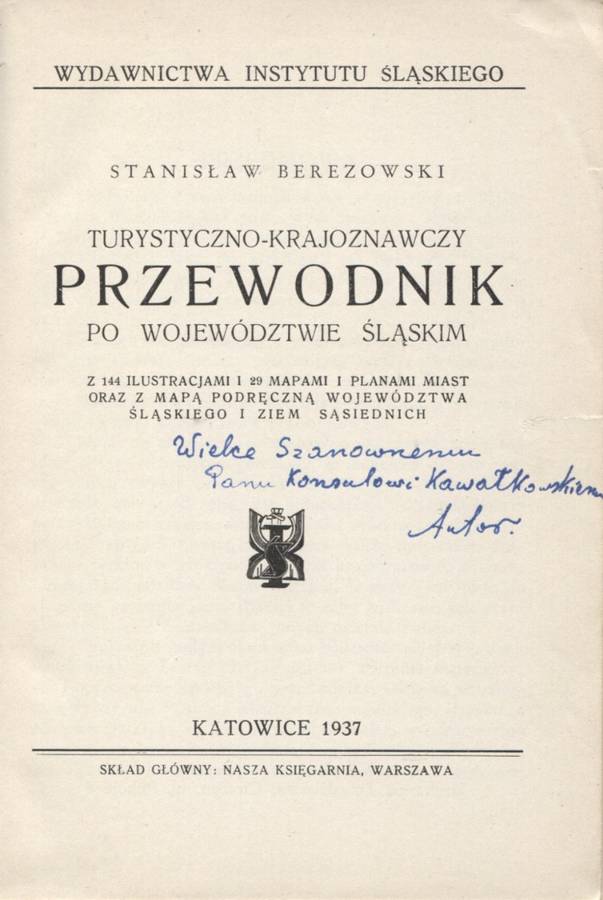 WYDAWNICTWA INSTYTUTU ŚLĄSKIEGO
STANISŁAW BEREZOWSKI
TURYSTYCZNO-KRAJOZNAWCZY
PRZEWODNIK
PO WOJEWÓDZTWIE ŚLĄSKIM
Z 144 ILUSTRACJAMI I 29 MAPAMI I PLANAMI MIAST
ORAZ Z MAPĄ PODRĘCZNĄ WOJEWÓDZTWA
ŚLĄSKIEGO I ZIEM SĄSIEDNICH
Wielce Szanownemu
Panu Konsulowi Kawałkowskiemu
Autor.
KATOWICE 1937
SKŁAD GŁÓWNY: NASZA KSIĘGARNIA, WARSZAWA